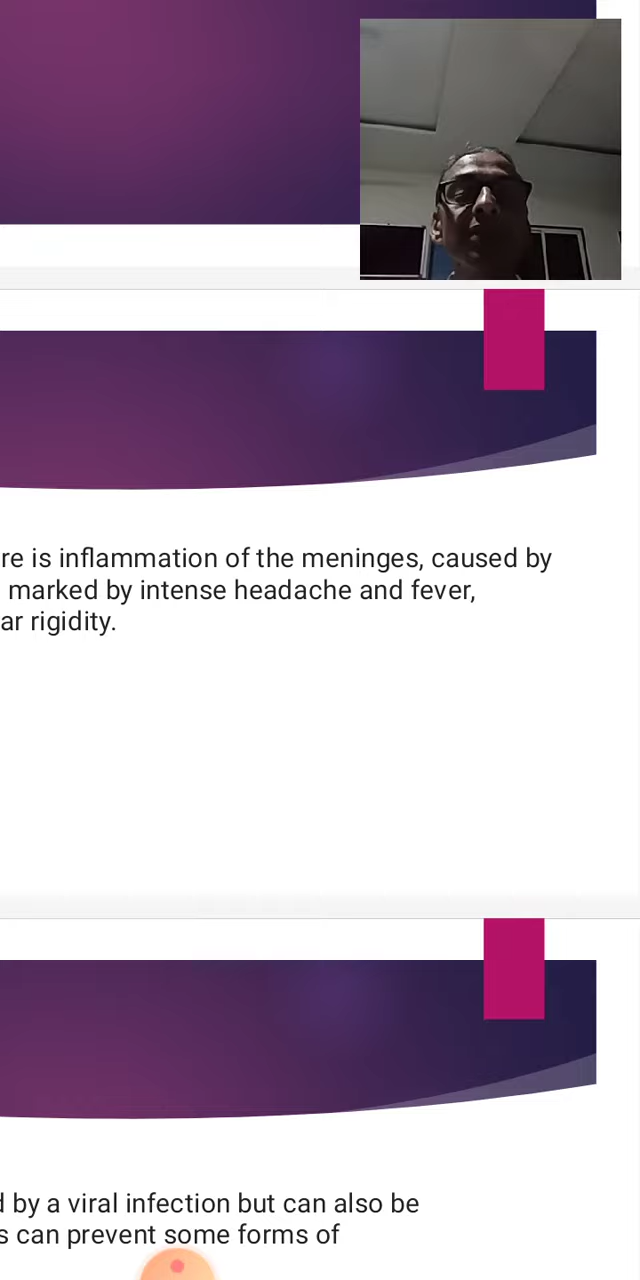 re is inflammation of the meninges, caused by
marked by intense headache and fever,
ar rigidity.
d by a viral infection but can also be
s can prevent some forms of